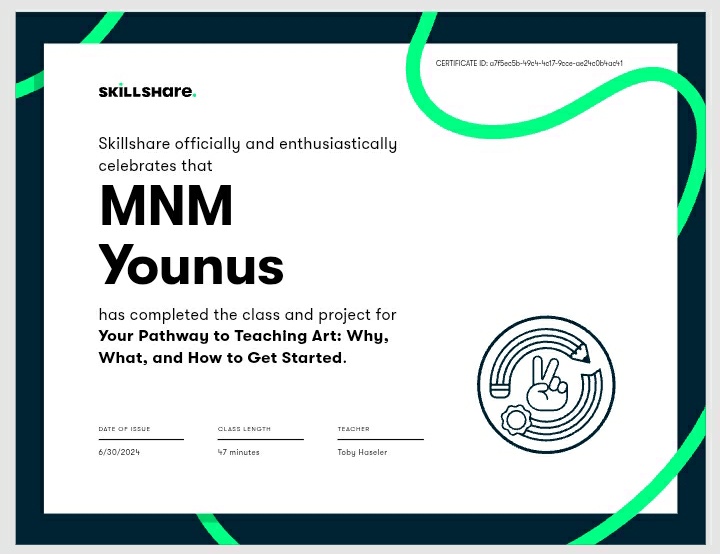 CERTIFICATE ID: a7f5ec5b-49c4-4c17-9cce-ae24c0b4ac41
SKILLSHare.
Skillshare officially and enthusiastically
celebrates that
MNM
Younus
has completed the class and project for
Your Pathway to Teaching Art: Why,
What, and How to Get Started.
DATE OF ISSUE
CLASS LENGTH
TEACHER
6/30/2024
47 minutes
Toby Haseler